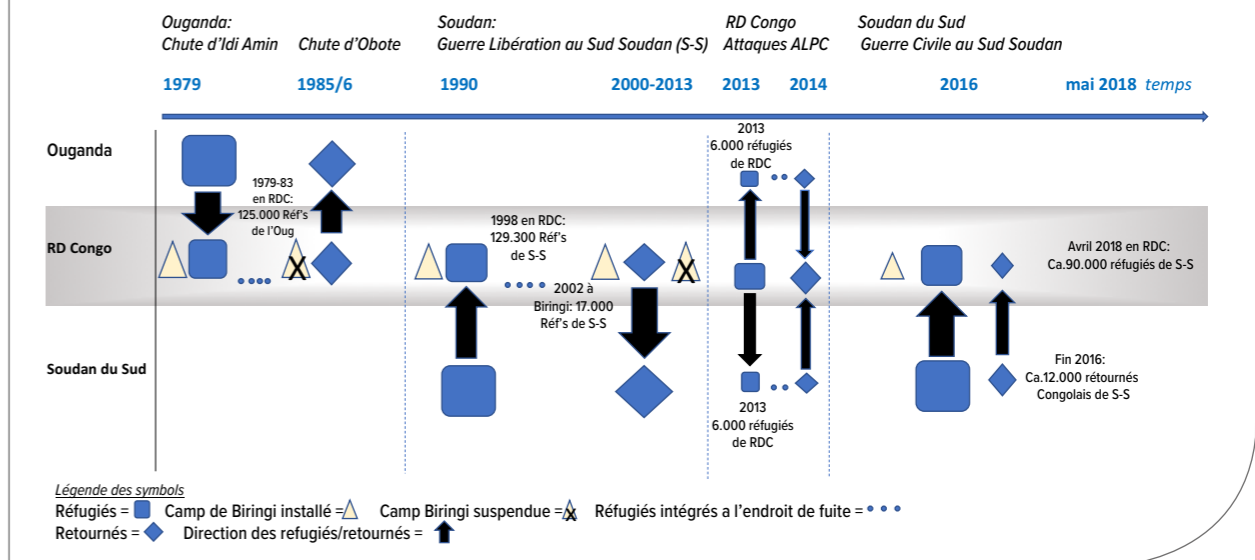 Ouganda:
Chute d'Idi Amin
Chute d'Obote
Soudan:
Guerre Libération au Sud Soudan (S-S)
RD Congo
Attaques ALPC
Soudan du Sud
Guerre Civile au Sud Soudan
1979
1985/6
1990
2000-2013
2013
2014
2016
mai 2018 temps
Ouganda
1979-83
en RDC:
125.000 Réf's
de l'Oug
2013
6.000 réfugiés
de RDC
RD Congo
1998 en RDC:
129.300 Réf's
de S-S
2002 à
Biringi: 17.000
Réf's de S-S
Avril 2018 en RDC:
Ca.90.000 réfugiés de S-S
Soudan du Sud
2013
6.000 réfugiés
de RDC
Fin 2016:
Ca.12.000 rétournés
Congolais de S-S
Légende des symbols
Réfugiés = Camp de Biringi installé = Camp Biringi suspendue = X Réfugiés intégrés a l'endroit de fuite =
Retournés = Direction des refugiés/retournés =